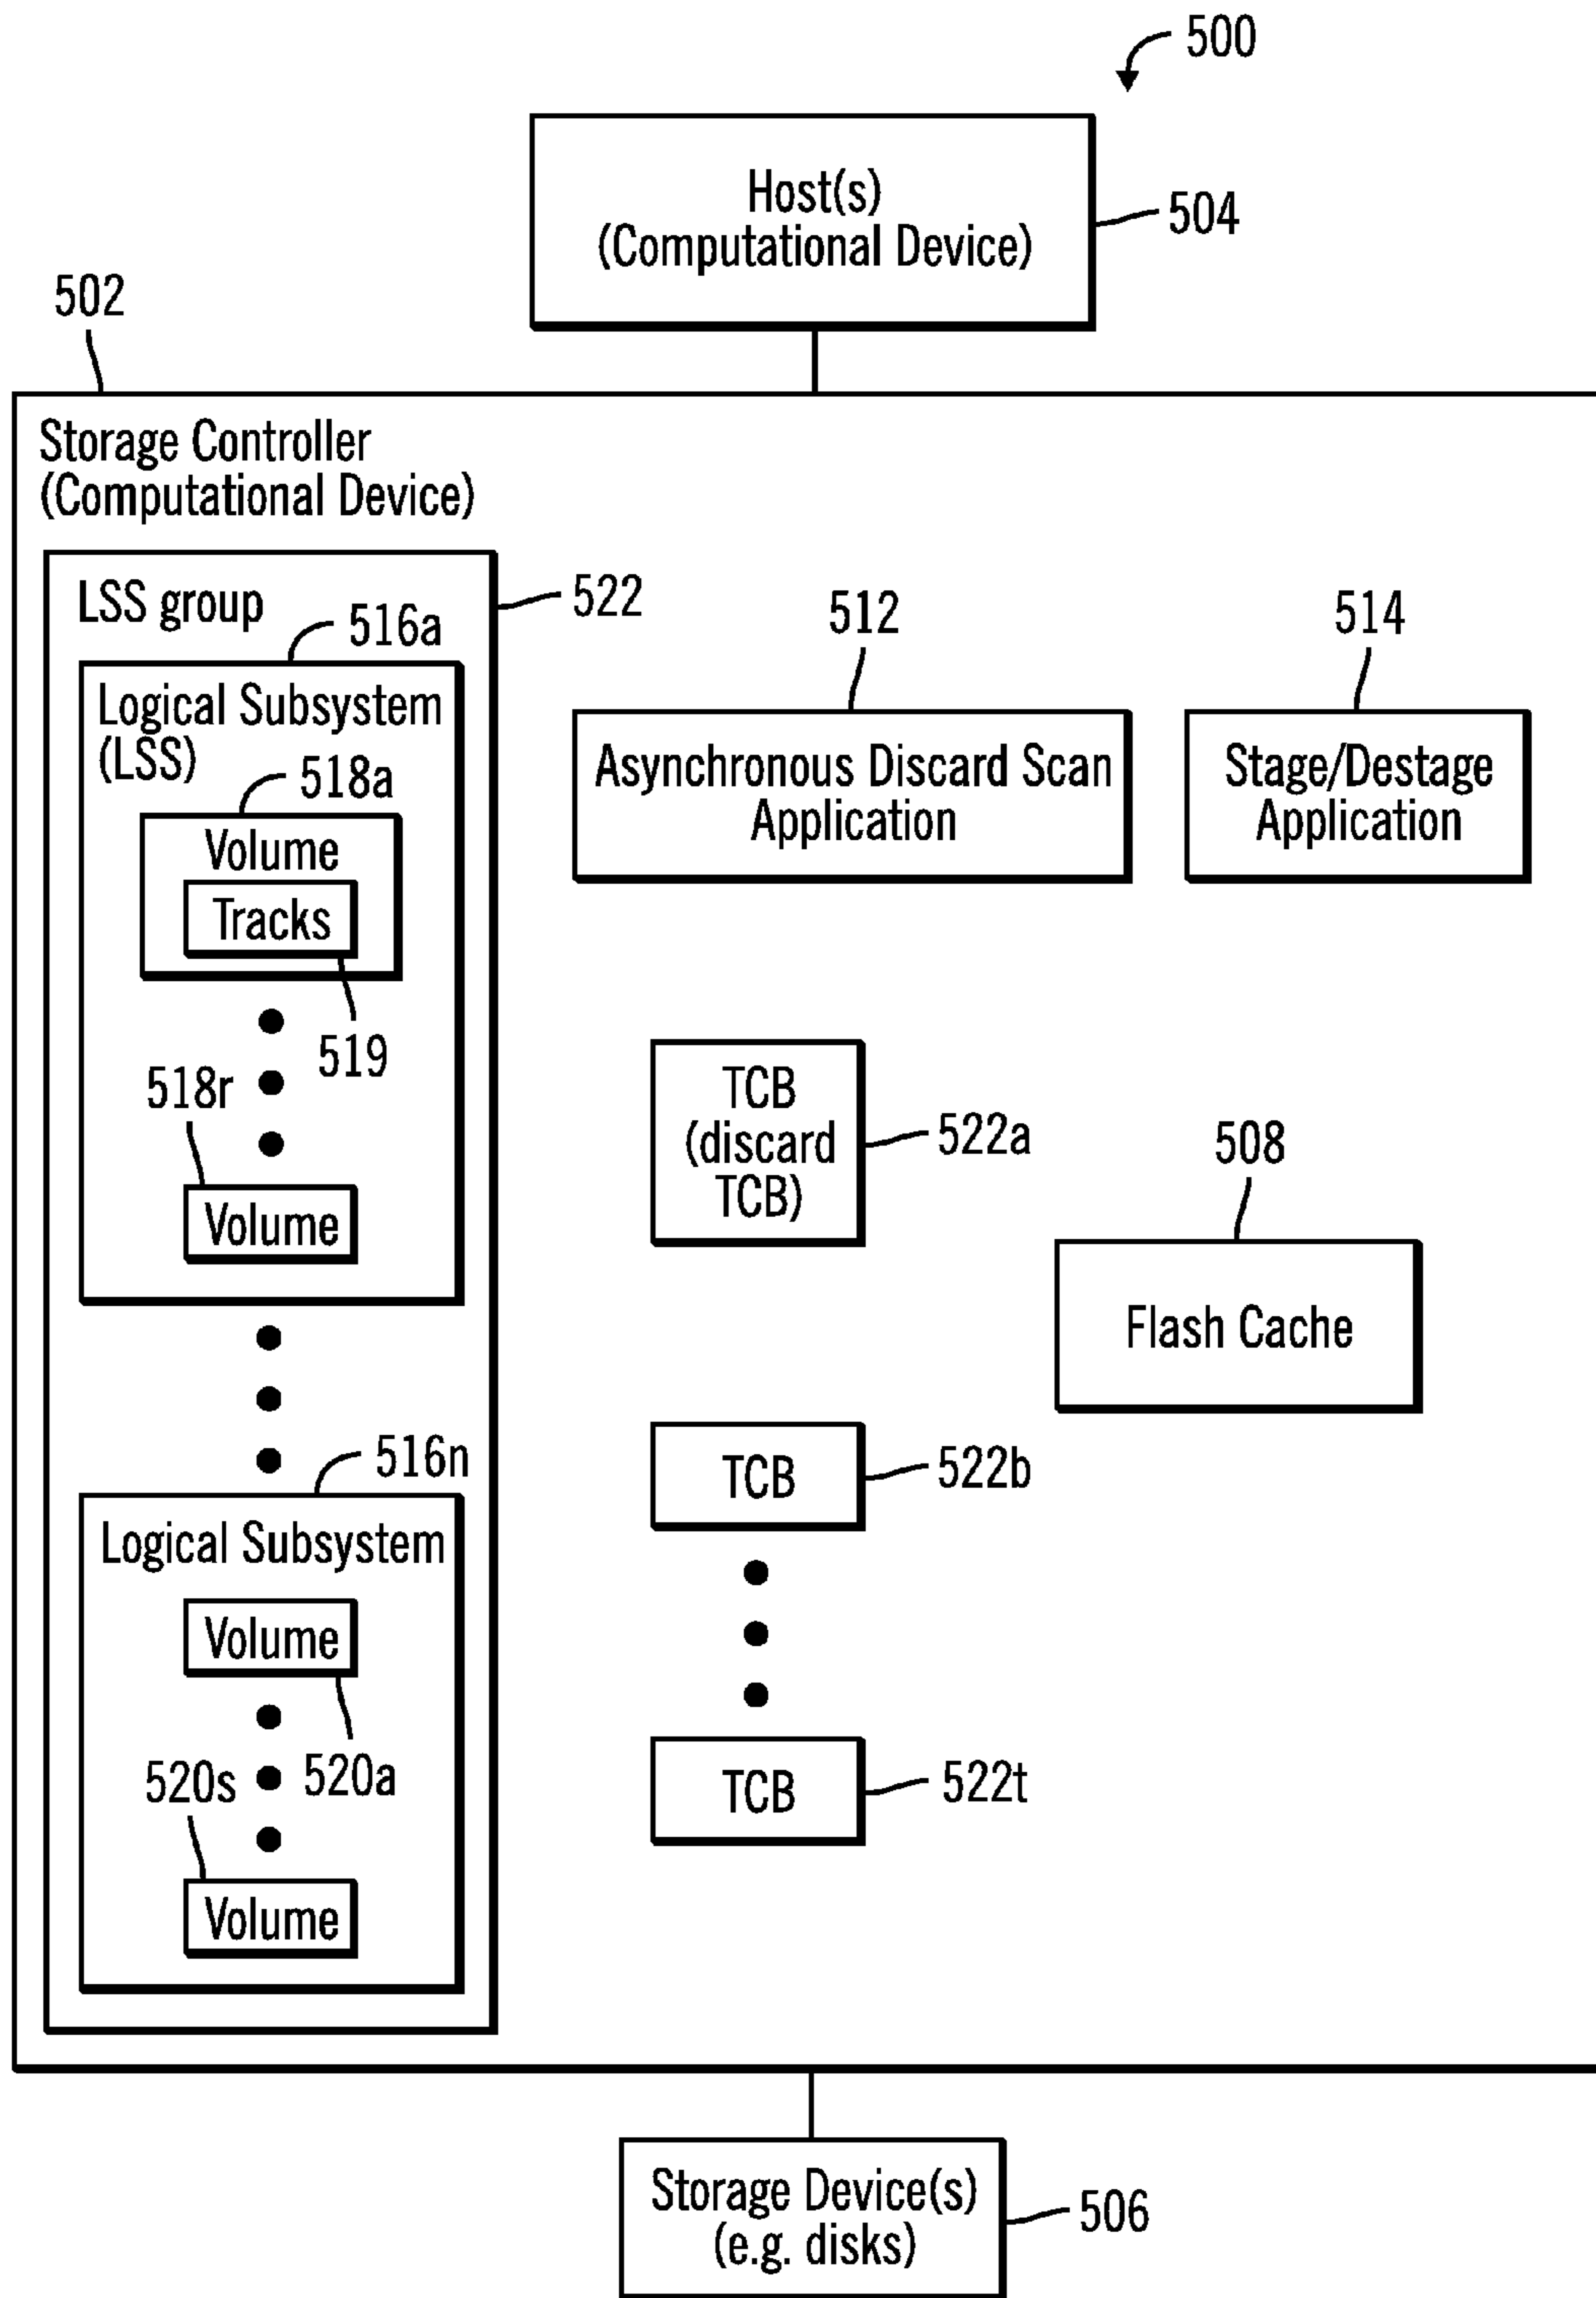 500
Host(s)
(Computational Device)
504
502
Storage Controller
(Computational Device)
LSS group
522
516a
Logical Subsystem
(LSS)
518a
Volume
Tracks
519
518r
Volume
512
Asynchronous Discard Scan
Application
514
Stage/Destage
Application
TCB
(discard
TCB)
522a
508
Flash Cache
516n
Logical Subsystem
Volume
520a
520s
Volume
TCB
522b
TCB
522t
Storage Device(s)
(e.g. disks)
506